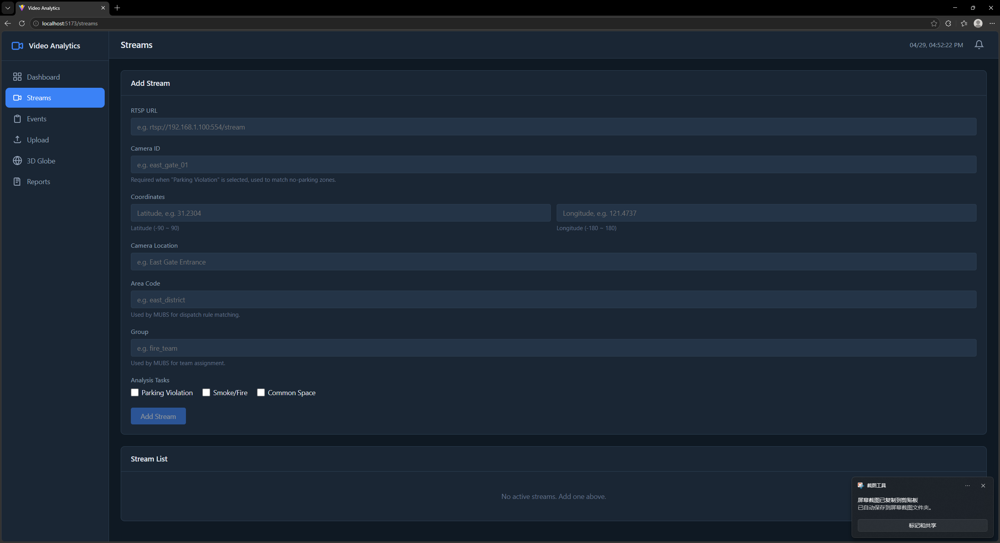 Video Analytics
localhost:5173/streams
Video Analytics
Streams
04/29, 04:52:22 PM
Dashboard
Streams
Events
Upload
3D Globe
Reports
Add Stream
RTSP URL
e.g. rtsp://192.168.1.100:554/stream
Camera ID
e.g. east_gate_01
Required when "Parking Violation" is selected, used to match no-parking zones.
Coordinates
Latitude, e.g. 31.2304
Longitude, e.g. 121.4737
Latitude (-90 ~ 90)
Longitude (-180 ~ 180)
Camera Location
e.g. East Gate Entrance
Area Code
e.g. east_district
Used by MUBS for dispatch rule matching.
Group
e.g. fire_team
Used by MUBS for team assignment.
Analysis Tasks
Parking Violation Smoke/Fire Common Space
Add Stream
Stream List
No active streams. Add one above.
截图工具
屏幕截图已复制到剪贴板
已自动保存到屏幕截图文件夹。
标记和共享